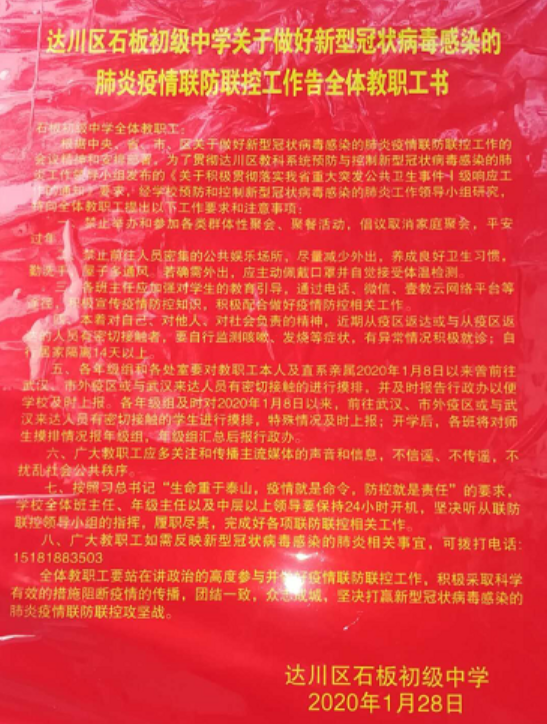 达川区石板初级中学关于做好新型冠状病毒感染的
肺炎疫情联防联控工作告全体教职工书
石板初级中学全体教职工：
根据中央、省、市、区关于做好新型冠状病毒感染的肺炎疫情联防联控工作的
会议精神和安排部署，为了贯彻达川区教科系统预防与控制新型冠状病毒感染的肺
炎工作领导小组发布的《关于积极贯彻落实我省重大突发公共卫生事件Ⅰ级响应工
作的通知》要求，经学校预防和控制新型冠状病毒感染的肺炎工作领导小组研究，
特向全体教职工提出以下工作要求和注意事项：
一、禁止举办和参加各类群体性聚会、聚餐活动，倡议取消家庭聚会，平安
过年。
二、禁止前往人员密集的公共娱乐场所，尽量减少外出，养成良好卫生习惯，
勤洗手，屋子多通风。若确需外出，应主动佩戴口罩并自觉接受体温检测。
三、各班主任应加强对学生的教育引导，通过电话、微信、壹教云网络平台等
途径，积极宣传疫情防控知识，积极配合做好疫情防控相关工作。
四、本着对自己、对他人、对社会负责的精神，近期从疫区返达或与从疫区返
达的人员有密切接触者，要自行监测咳嗽、发烧等症状，有异常情况积极就诊；自
行居家隔离14天以上。
五、各年级组和各处室要对教职工本人及直系亲属2020年1月8日以来曾前往
武汉、市外疫区或与武汉来达人员有密切接触的进行摸排，并及时报告行政办以便
学校及时上报。各年级组及时对2020年1月8日以来，前往武汉、市外疫区或与武
汉来达人员有密切接触的学生进行摸排，特殊情况及时上报；开学后，各班将对师
生摸排情况报年级组，年级组汇总后报行政办。
六、广大教职工应多关注和传播主流媒体的声音和信息，不信谣、不传谣，不
扰乱社会公共秩序。
七、按照习总书记“生命重于泰山，疫情就是命令，防控就是责任”的要求，
学校全体班主任、年级主任以及中层以上领导要保持24小时开机，坚决听从联防
联控领导小组的指挥，履职尽责，完成好各项联防联控相关工作。
八、广大教职工如需反映新型冠状病毒感染的肺炎相关事宜，可拨打电话：
15181883503
全体教职工要站在讲政治的高度参与并做好疫情联防联控工作，积极采取科学
有效的措施阻断疫情的传播，团结一致，众志成城，坚决打赢新型冠状病毒感染的
肺炎疫情联防联控攻坚战。
达川区石板初级中学
2020年1月28日